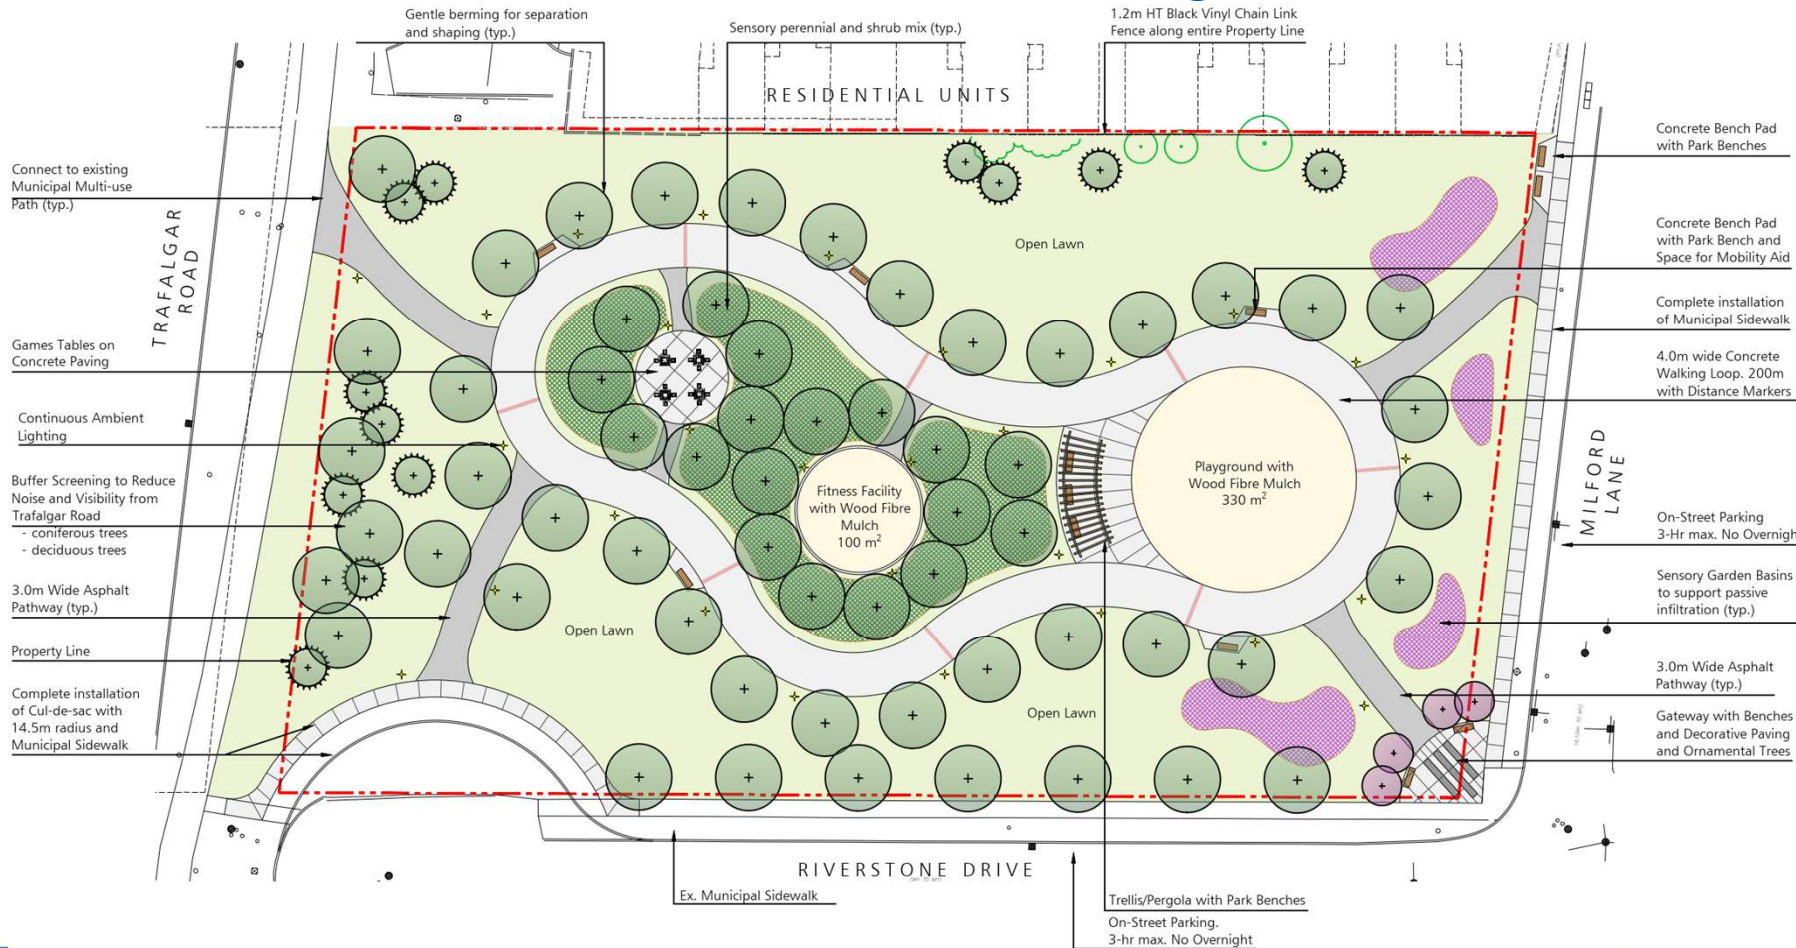 Gentle berming for separation
and shaping (typ.)
Sensory perennial and shrub mix (typ.)
1.2m HT Black Vinyl Chain Link
Fence along entire Property Line
RESIDENTIAL UNITS
Connect to existing
Municipal Multi-use
Path (typ.)
TRAFALGAR
ROAD
Games Tables on
Concrete Paving
Continuous Ambient
Lighting
Buffer Screening to Reduce
Noise and Visibility from
Trafalgar Road
- coniferous trees
- deciduous trees
3.0m Wide Asphalt
Pathway (typ.)
Property Line
Complete installation
of Cul-de-sac with
14.5m radius and
Municipal Sidewalk
Open Lawn
Fitness Facility
with Wood Fibre
Mulch
100 m²
Playground with
Wood Fibre Mulch
330 m²
Open Lawn
Open Lawn
Concrete Bench Pad
with Park Benches
Concrete Bench Pad
with Park Bench and
Space for Mobility Aid
Complete installation
of Municipal Sidewalk
4.0m wide Concrete
Walking Loop. 200m
with Distance Markers
MILFORD
LANE
On-Street Parking
3-Hr max. No Overnigh
Sensory Garden Basins
to support passive
infiltration (typ.)
3.0m Wide Asphalt
Pathway (typ.)
Gateway with Benches
and Decorative Paving
and Ornamental Trees
RIVERSTONE DRIVE
Ex. Municipal Sidewalk
Trellis/Pergola with Park Benches
On-Street Parking.
3-hr max. No Overnight